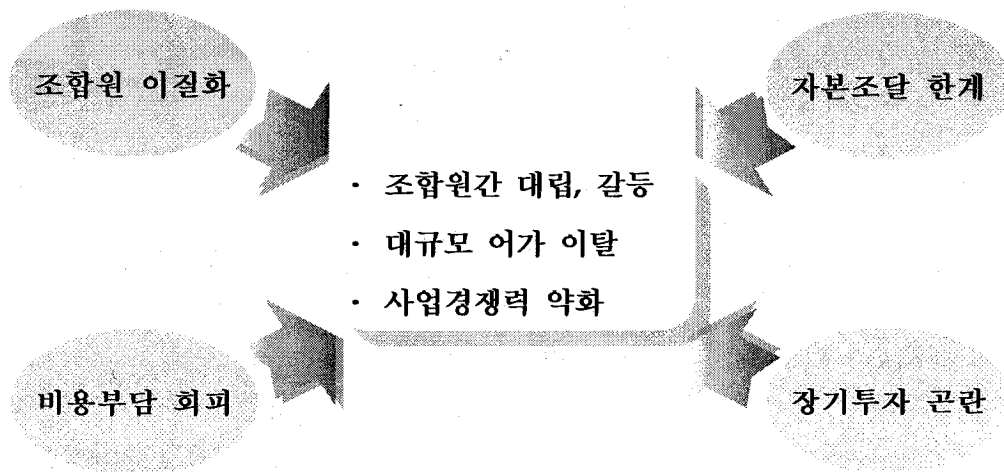 조합원 이질화
자본조달 한계
· 조합원간 대립, 갈등
· 대규모 어가 이탈
· 사업경쟁력 약화
비용부담 회피
장기투자 곤란